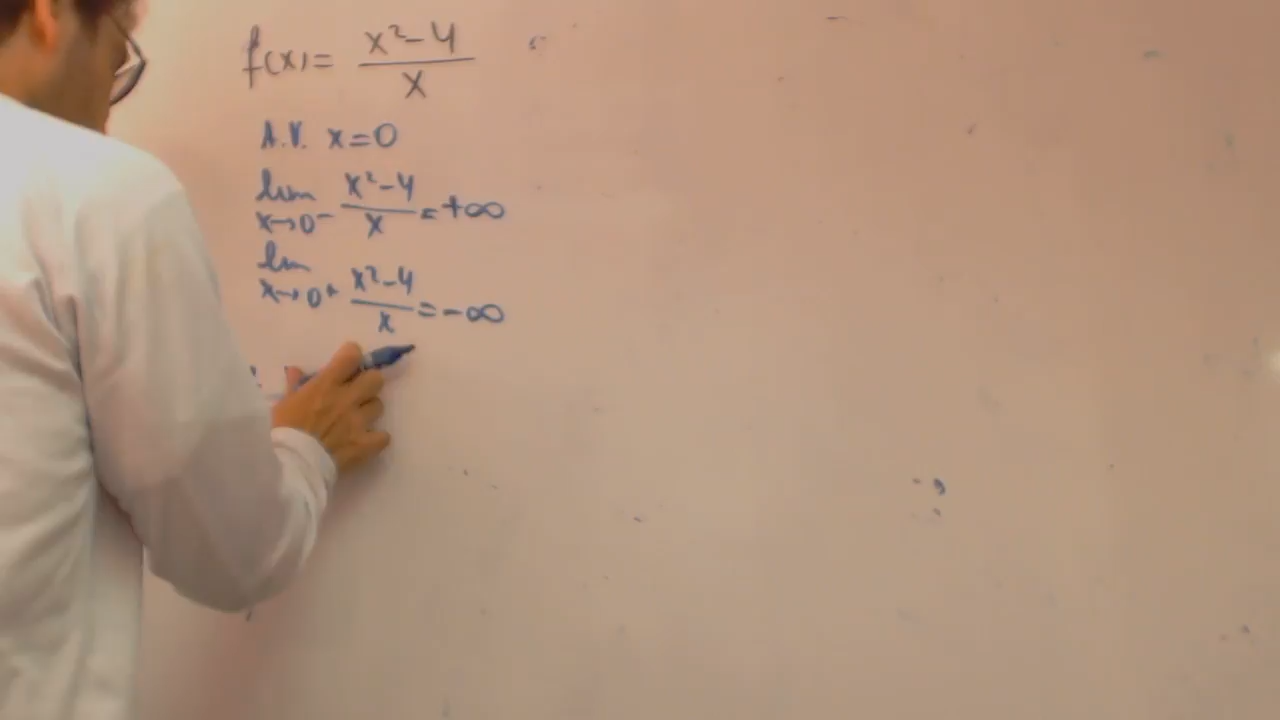 f(x) = (x²-4)/x
A.V. x=0
lim x→0⁻ (x²-4)/x = +∞
lim x→0⁺ (x²-4)/x = -∞